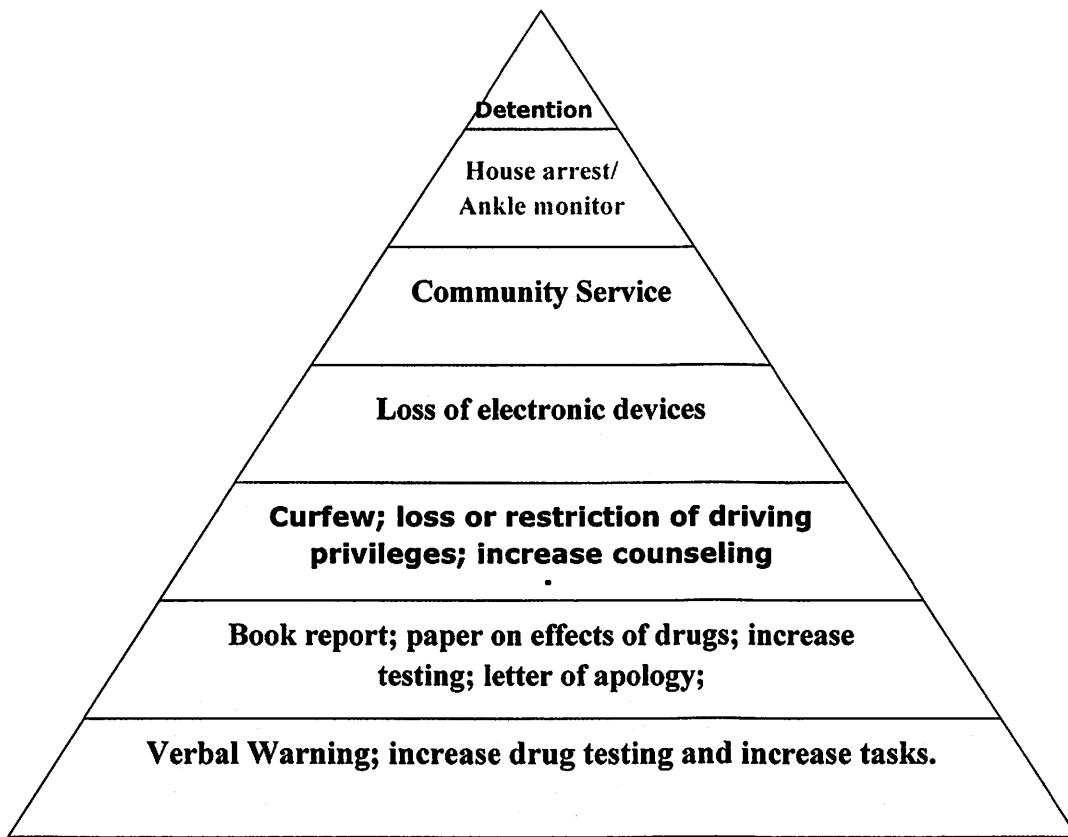 Detention
House arrest/
Ankle monitor
Community Service
Loss of electronic devices
Curfew; loss or restriction of driving
privileges; increase counseling
.
Book report; paper on effects of drugs; increase
testing; letter of apology;
Verbal Warning; increase drug testing and increase tasks.